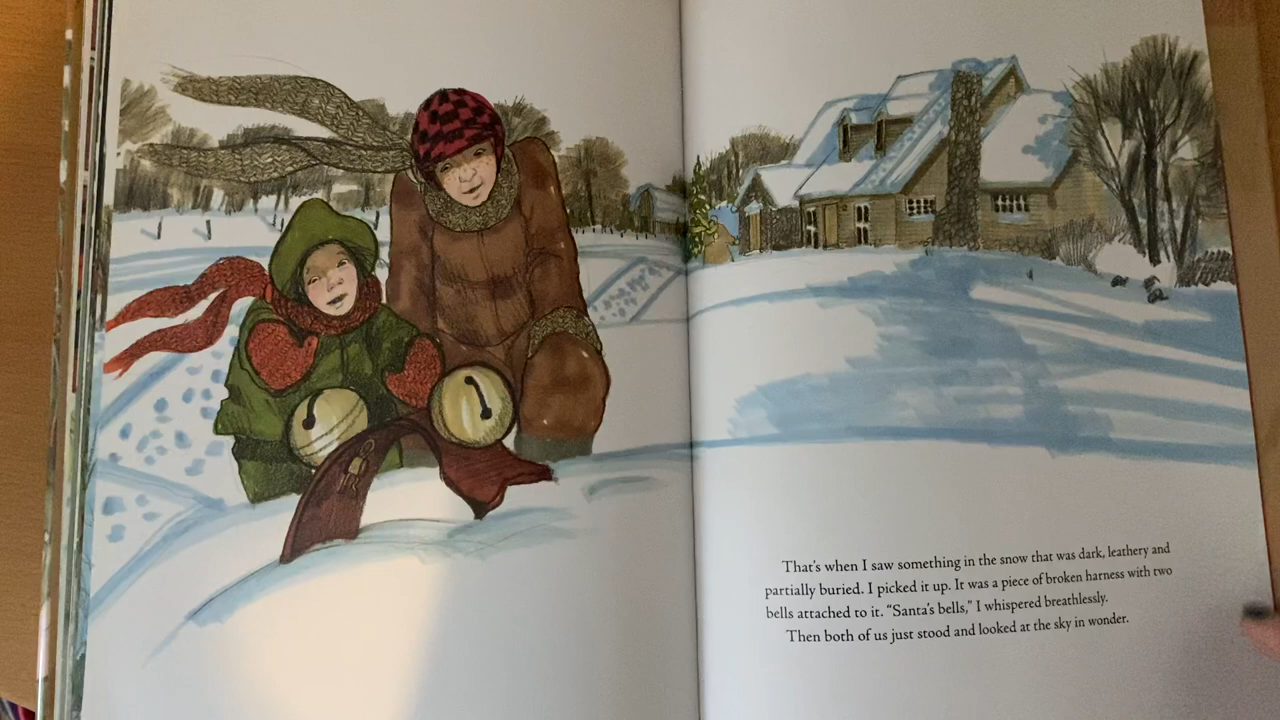 That's when I saw something in the snow that was dark, leathery and
partially buried. I picked it up. It was a piece of broken harness with two
bells attached to it. “Santa's bells,” I whispered breathlessly.
Then both of us just stood and looked at the sky in wonder.